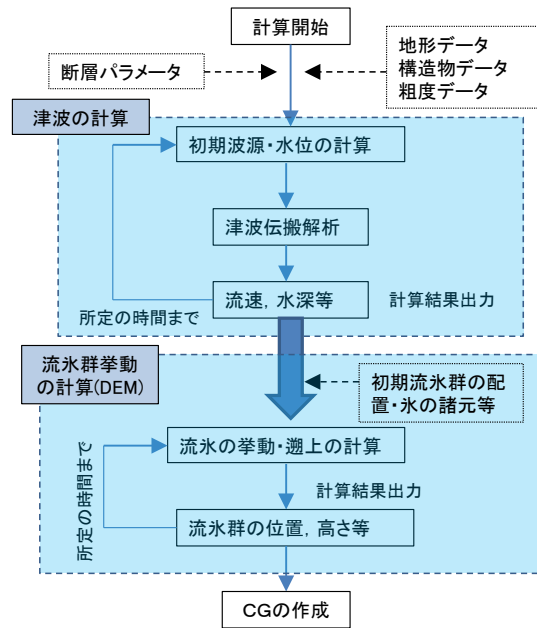 計算開始
断層パラメータ
地形データ
構造物データ
粗度データ
津波の計算
初期波源・水位の計算
津波伝搬解析
流速, 水深等
計算結果出力
所定の時間まで
流氷群挙動
の計算(DEM)
初期流氷群の配
置・氷の諸元等
流氷の挙動・遡上の計算
所定の時間まで
計算結果出力
流氷群の位置, 高さ等
CGの作成